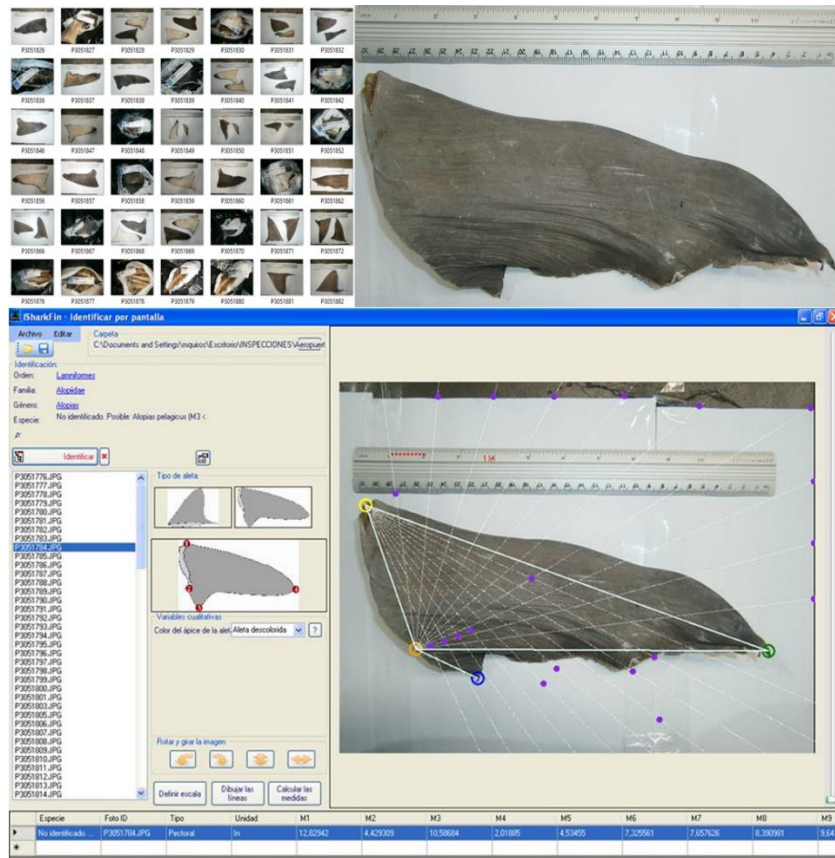 P3051826 P3051827 P3051828 P3051829 P3051830 P3051831 P3051832
P3051836 P3051837 P3051838 P3051839 P3051840 P3051841 P3051842
P3051846 P3051847 P3051848 P3051849 P3051850 P3051851 P3051852
P3051856 P3051857 P3051858 P3051859 P3051860 P3051861 P3051862
P3051866 P3051867 P3051868 P3051869 P3051870 P3051871 P3051872
P3051876 P3051877 P3051878 P3051879 P3051880 P3051881 P3051882
iSharkFin - Identificar por pantalla
Archivo Editar
Carpeta
C:\Documents and Settings\mquiros\Escritorio\INSPECCIONES\Aeropuert
Identificación
Orden: Lamniformes
Familia: Alopiidae
Género: Alopias
Especie: No identificado. Posible: Alopias pelagicus (M3 <
p:
Identificar
P3051776.JPG
P3051777.JPG
P3051778.JPG
P3051779.JPG
P3051780.JPG
P3051781.JPG
P3051782.JPG
P3051783.JPG
P3051784.JPG
P3051785.JPG
P3051786.JPG
P3051787.JPG
P3051788.JPG
P3051789.JPG
P3051790.JPG
P3051791.JPG
P3051792.JPG
P3051793.JPG
P3051794.JPG
P3051795.JPG
P3051796.JPG
P3051797.JPG
P3051798.JPG
P3051799.JPG
P3051800.JPG
P3051801.JPG
P3051803.JPG
P3051805.JPG
P3051806.JPG
P3051807.JPG
P3051808.JPG
P3051809.JPG
P3051810.JPG
P3051811.JPG
P3051812.JPG
P3051813.JPG
P3051814.JPG
Tipo de aleta
1
2
3
4
Variables cualitativas
Color del ápice de la alet Aleta descolorida ?
Rotar y girar la imagen
Definir escala
Dibujar las líneas
Calcular las medidas
Especie Foto ID Tipo Unidad M1 M2 M3 M4 M5 M6 M7 M8 M9
No identificado. ... P3051784.JPG Pectoral In 12,82942 4,429309 10,58684 2,01885 4,53455 7,325561 7,657626 8,390981 9,64